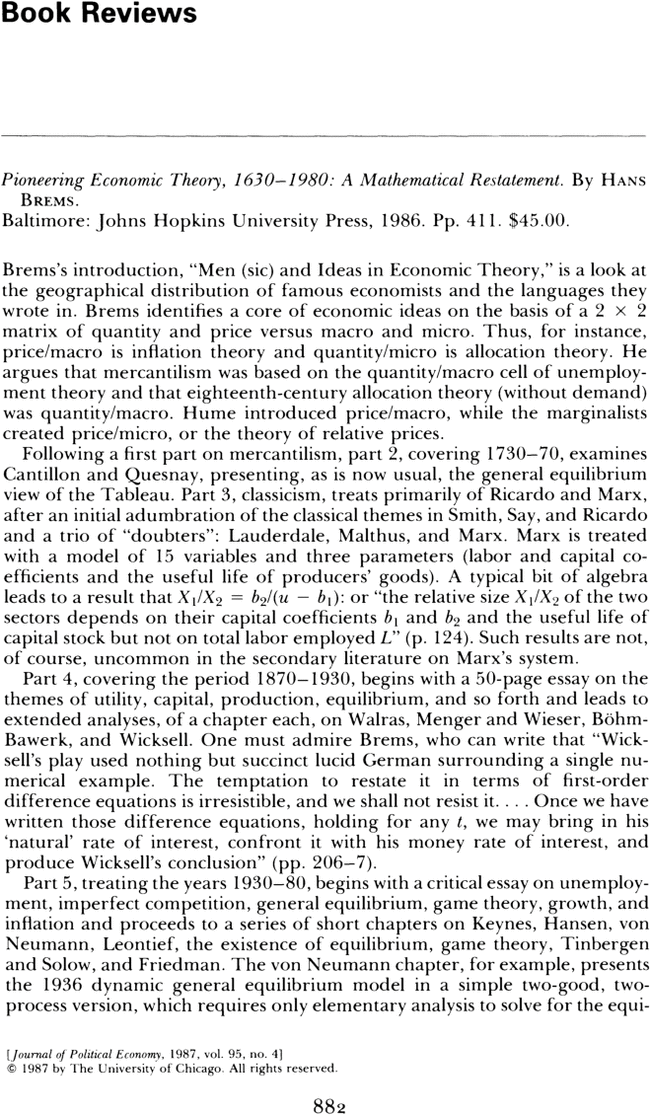 Book Reviews
Pioneering Economic Theory, 1630–1980: A Mathematical Restatement. By HANS
BREMS.
Baltimore: Johns Hopkins University Press, 1986. Pp. 411. $45.00.
Brems's introduction, “Men (sic) and Ideas in Economic Theory,” is a look at
the geographical distribution of famous economists and the languages they
wrote in. Brems identifies a core of economic ideas on the basis of a 2 × 2
matrix of quantity and price versus macro and micro. Thus, for instance,
price/macro is inflation theory and quantity/micro is allocation theory. He
argues that mercantilism was based on the quantity/macro cell of unemploy-
ment theory and that eighteenth-century allocation theory (without demand)
was quantity/macro. Hume introduced price/macro, while the marginalists
created price/micro, or the theory of relative prices.
Following a first part on mercantilism, part 2, covering 1730–70, examines
Cantillon and Quesnay, presenting, as is now usual, the general equilibrium
view of the Tableau. Part 3, classicism, treats primarily of Ricardo and Marx,
after an initial adumbration of the classical themes in Smith, Say, and Ricardo
and a trio of “doubters”: Lauderdale, Malthus, and Marx. Marx is treated
with a model of 15 variables and three parameters (labor and capital co-
efficients and the useful life of producers' goods). A typical bit of algebra
leads to a result that X₁/X₂ = b₂/(u − b₁): or “the relative size X₁/X₂ of the two
sectors depends on their capital coefficients b₁ and b₂ and the useful life of
capital stock but not on total labor employed L” (p. 124). Such results are not,
of course, uncommon in the secondary literature on Marx's system.
Part 4, covering the period 1870–1930, begins with a 50-page essay on the
themes of utility, capital, production, equilibrium, and so forth and leads to
extended analyses, of a chapter each, on Walras, Menger and Wieser, Böhm-
Bawerk, and Wicksell. One must admire Brems, who can write that “Wick-
sell's play used nothing but succinct lucid German surrounding a single nu-
merical example. The temptation to restate it in terms of first-order
difference equations is irresistible, and we shall not resist it. . . . Once we have
written those difference equations, holding for any t, we may bring in his
‘natural’ rate of interest, confront it with his money rate of interest, and
produce Wicksell's conclusion” (pp. 206–7).
Part 5, treating the years 1930–80, begins with a critical essay on unemploy-
ment, imperfect competition, general equilibrium, game theory, growth, and
inflation and proceeds to a series of short chapters on Keynes, Hansen, von
Neumann, Leontief, the existence of equilibrium, game theory, Tinbergen
and Solow, and Friedman. The von Neumann chapter, for example, presents
the 1936 dynamic general equilibrium model in a simple two-good, two-
process version, which requires only elementary analysis to solve for the equi-
[Journal of Political Economy, 1987, vol. 95, no. 4]
© 1987 by The University of Chicago. All rights reserved.
882